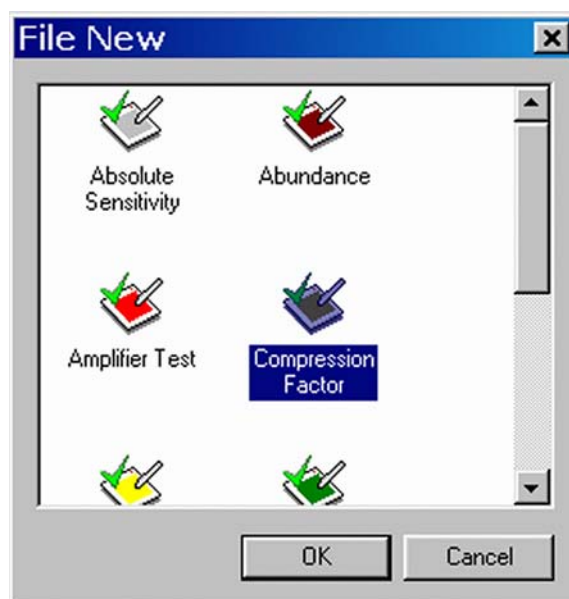 File New
Absolute
Sensitivity
Abundance
Amplifier Test
Compression
Factor
OK
Cancel